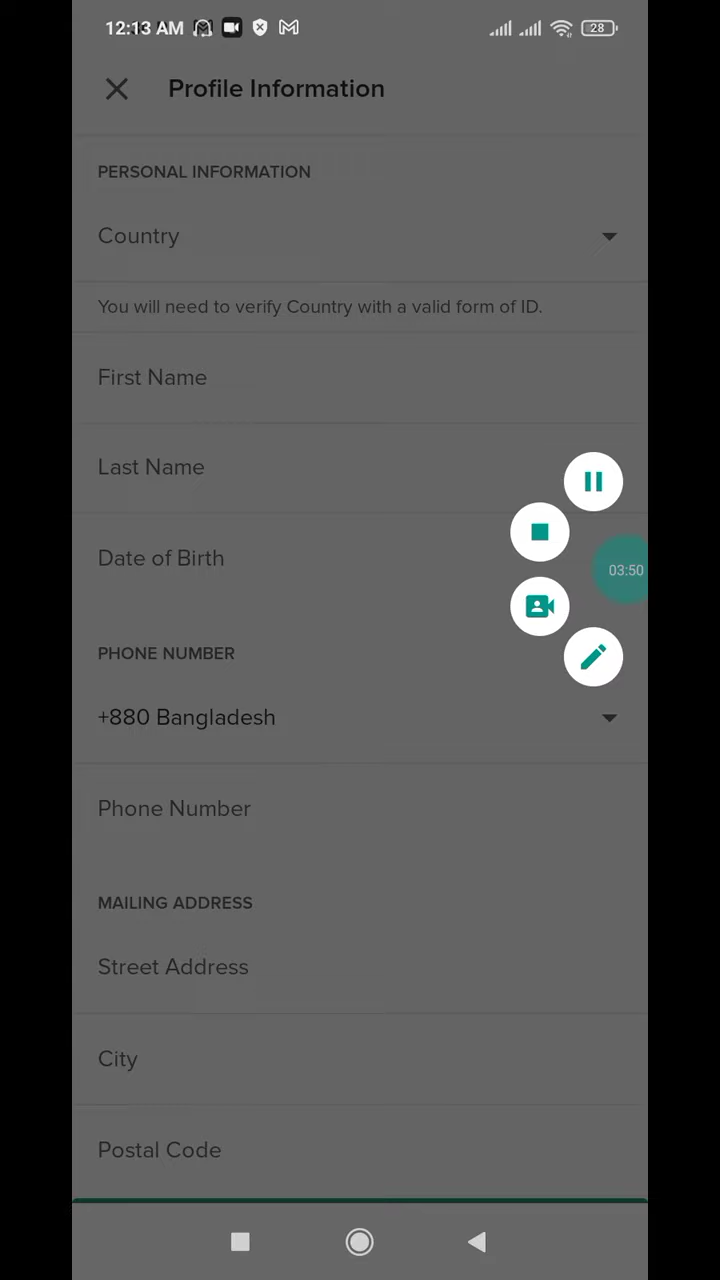 12:13 AM
28
Profile Information
PERSONAL INFORMATION
Country
You will need to verify Country with a valid form of ID.
First Name
Last Name
Date of Birth
03:50
PHONE NUMBER
+880 Bangladesh
Phone Number
MAILING ADDRESS
Street Address
City
Postal Code